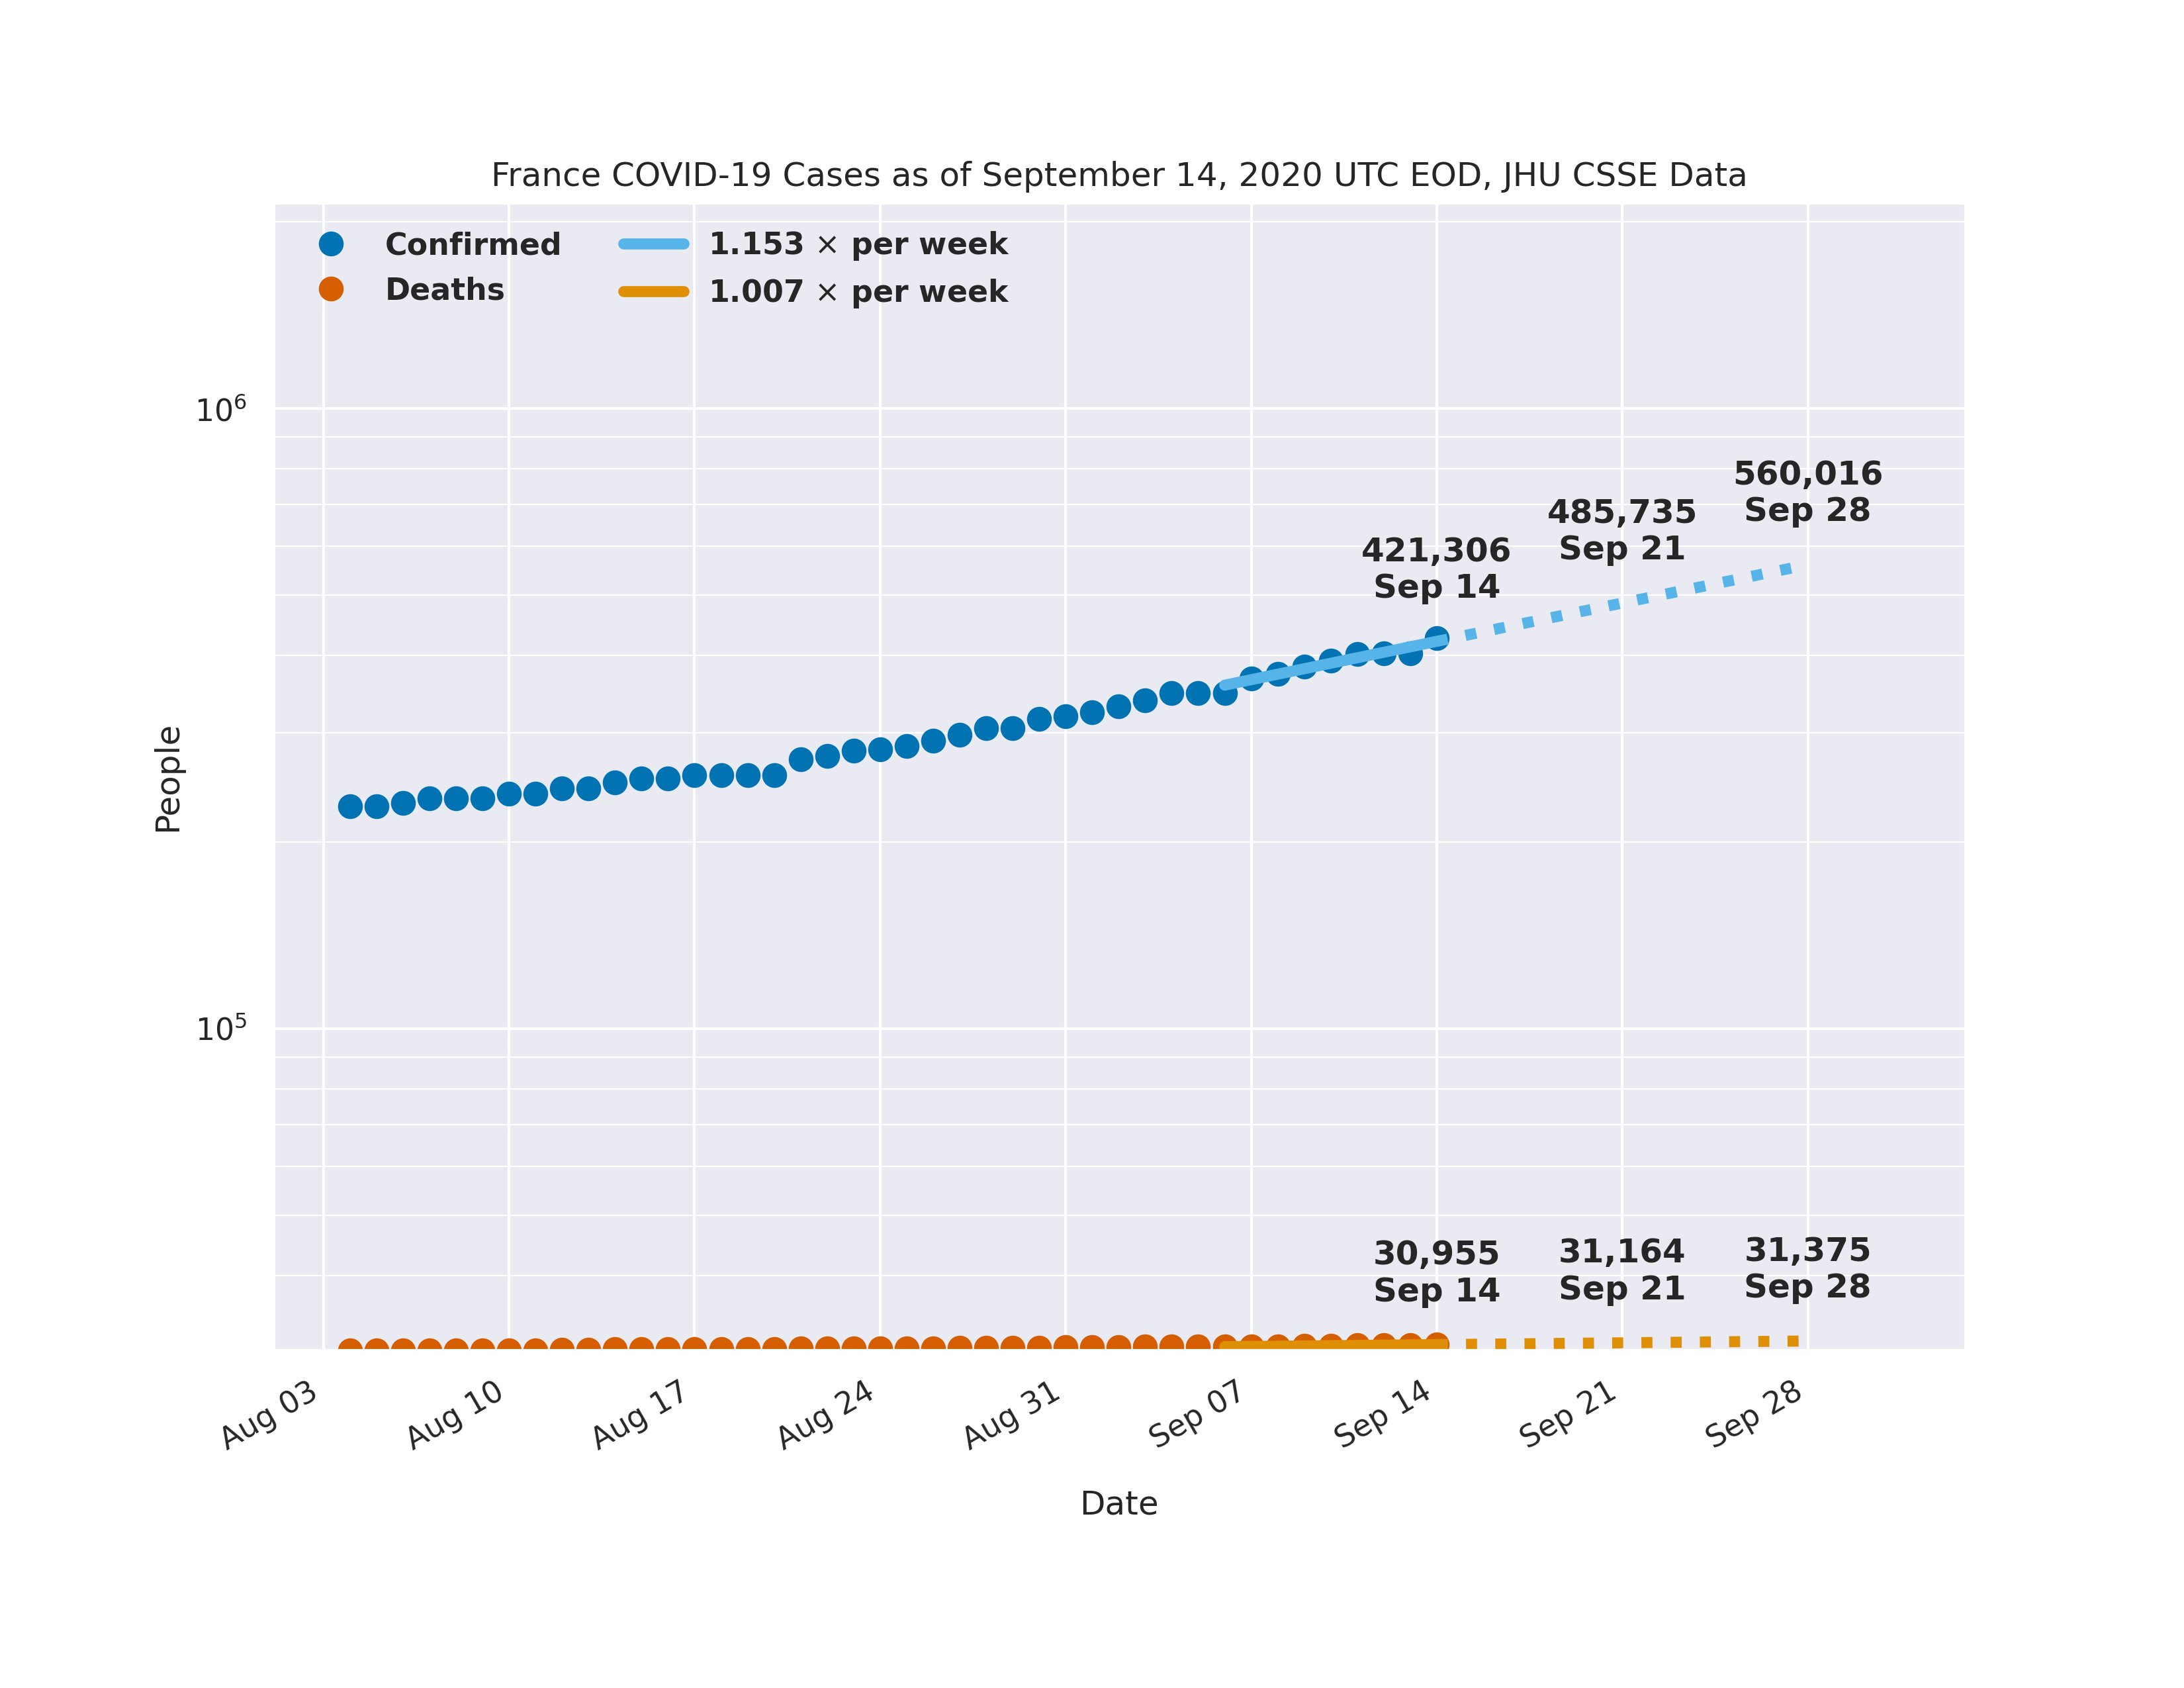 France COVID-19 Cases as of September 14, 2020 UTC EOD, JHU CSSE Data
Confirmed
Deaths
1.153 × per week
1.007 × per week
10⁶
10⁵
People
560,016
Sep 28
485,735
Sep 21
421,306
Sep 14
30,955
Sep 14
31,164
Sep 21
31,375
Sep 28
Aug 03
Aug 10
Aug 17
Aug 24
Aug 31
Sep 07
Sep 14
Sep 21
Sep 28
Date